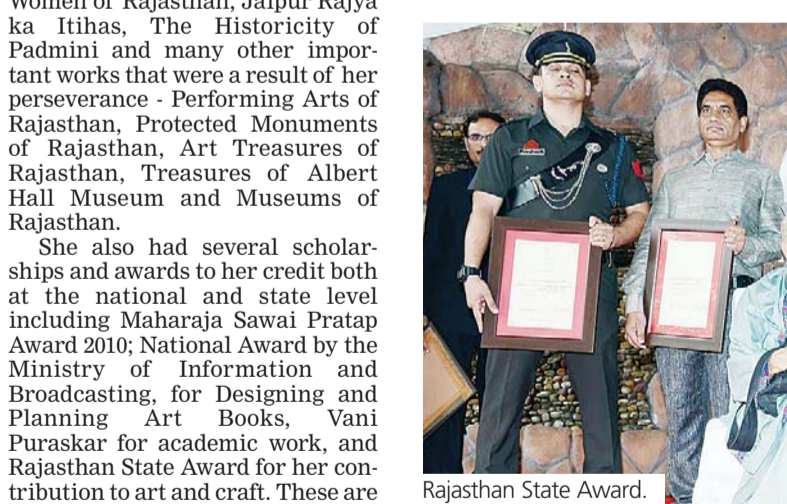 Women of Rajasthan, Jaipur Rajya
ka Itihas, The Historicity of
Padmini and many other impor-
tant works that were a result of her
perseverance - Performing Arts of
Rajasthan, Protected Monuments
of Rajasthan, Art Treasures of
Rajasthan, Treasures of Albert
Hall Museum and Museums of
Rajasthan.
She also had several scholar-
ships and awards to her credit both
at the national and state level
including Maharaja Sawai Pratap
Award 2010; National Award by the
Ministry of Information and
Broadcasting, for Designing and
Planning Art Books, Vani
Puraskar for academic work, and
Rajasthan State Award for her con-
tribution to art and craft. These are
Rajasthan State Award.